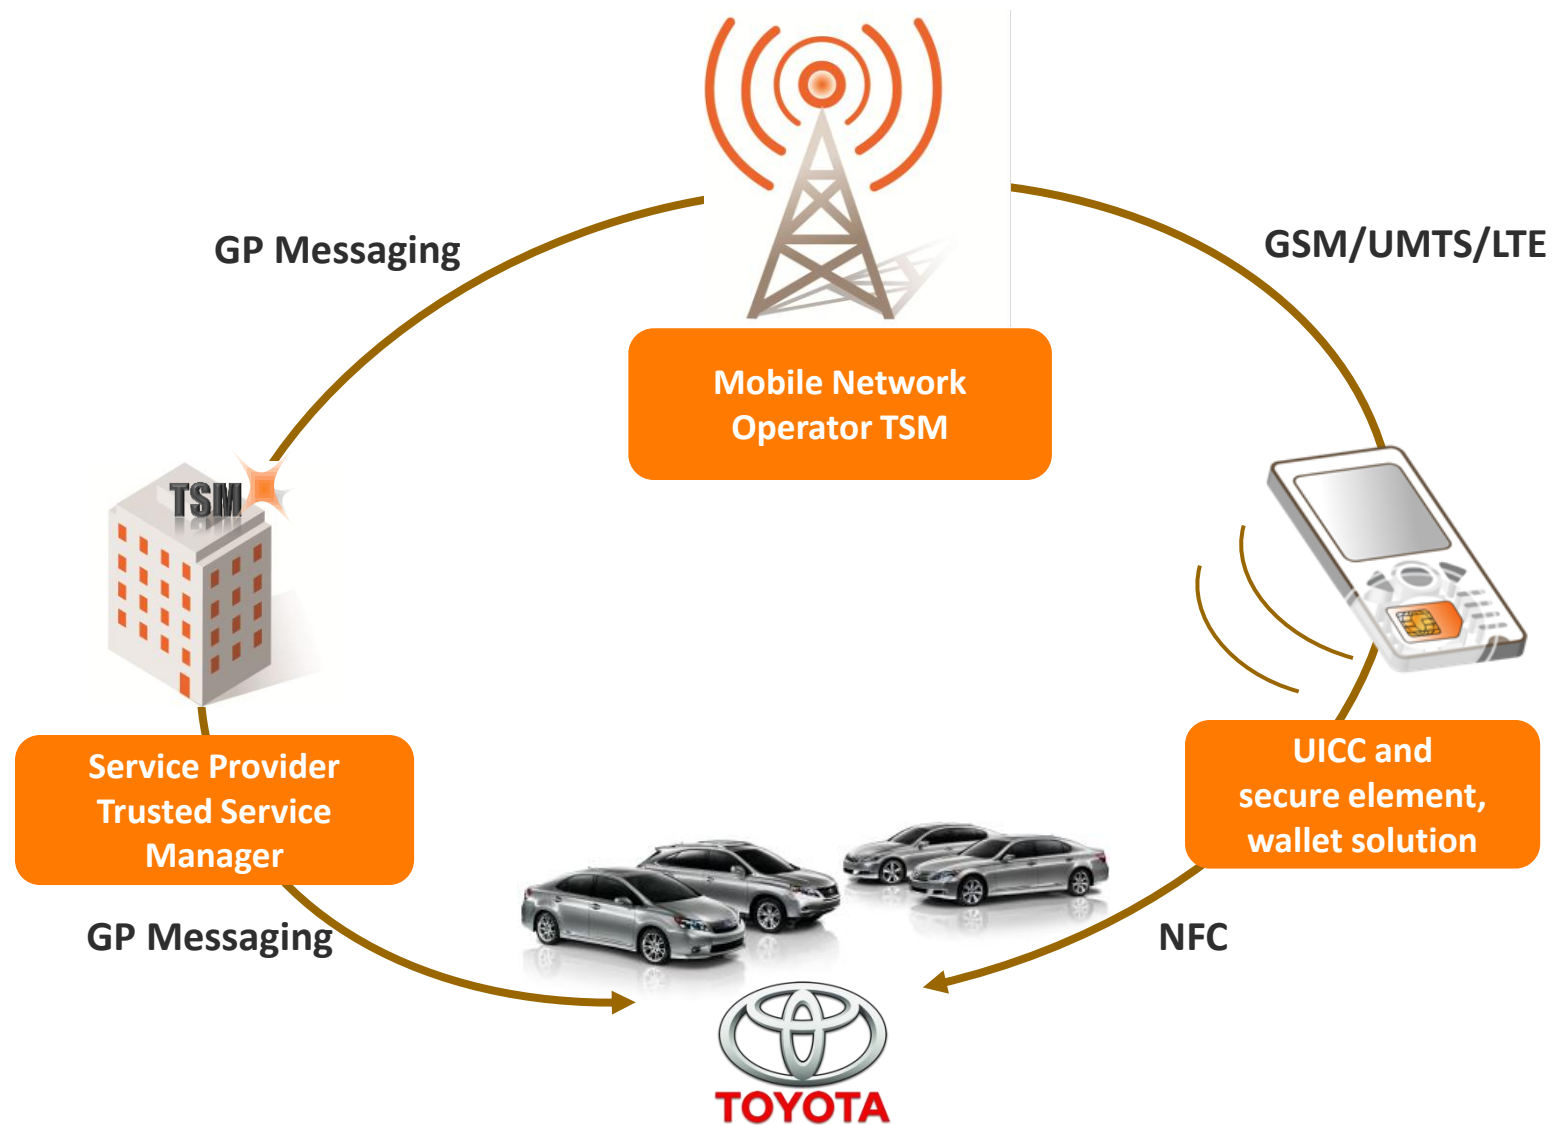 GP Messaging
GSM/UMTS/LTE
Mobile Network
Operator TSM
TSM
Service Provider
Trusted Service
Manager
UICC and
secure element,
wallet solution
GP Messaging
NFC
TOYOTA